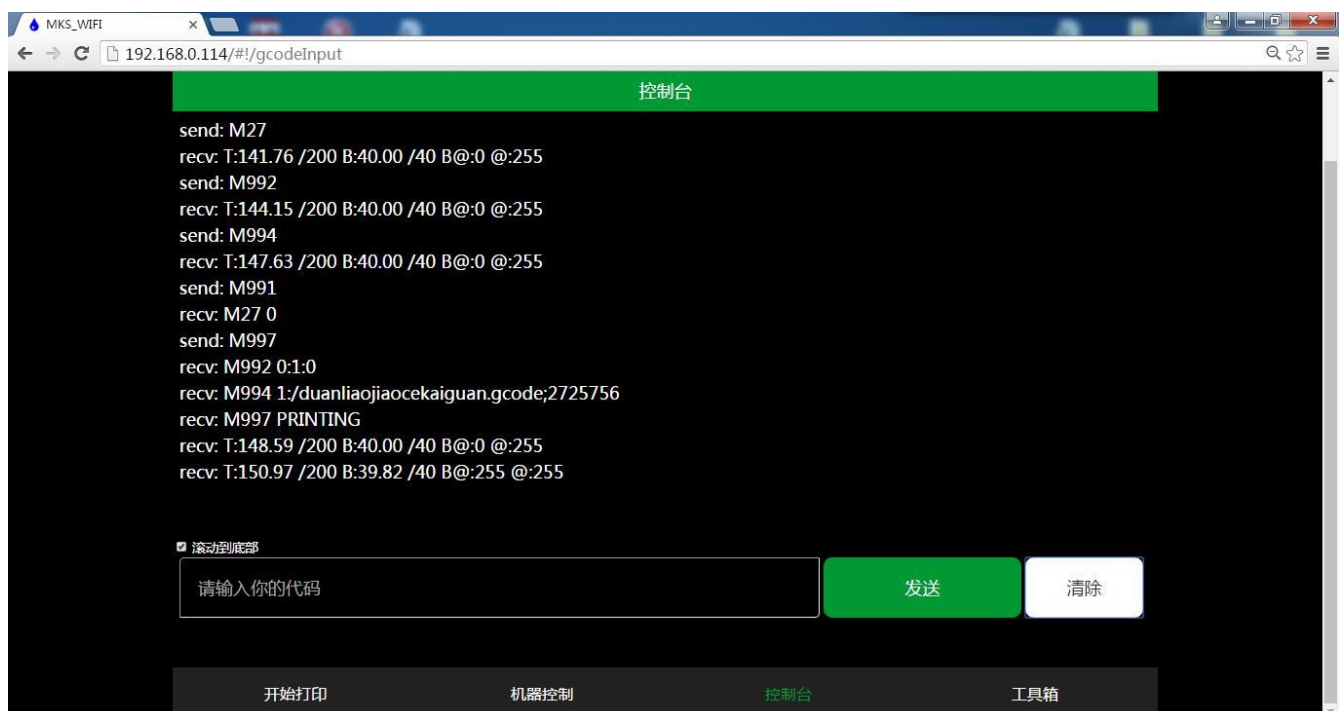 MKS_WIFI
192.168.0.114/#!/gcodeInput
控制台
send: M27
recv: T:141.76 /200 B:40.00 /40 B@:0 @:255
send: M992
recv: T:144.15 /200 B:40.00 /40 B@:0 @:255
send: M994
recv: T:147.63 /200 B:40.00 /40 B@:0 @:255
send: M991
recv: M27 0
send: M997
recv: M992 0:1:0
recv: M994 1:/duanliaojiaocekaiguan.gcode;2725756
recv: M997 PRINTING
recv: T:148.59 /200 B:40.00 /40 B@:0 @:255
recv: T:150.97 /200 B:39.82 /40 B@:255 @:255
滚动到底部
请输入你的代码 发送 清除
开始打印 机器控制 控制台 工具箱